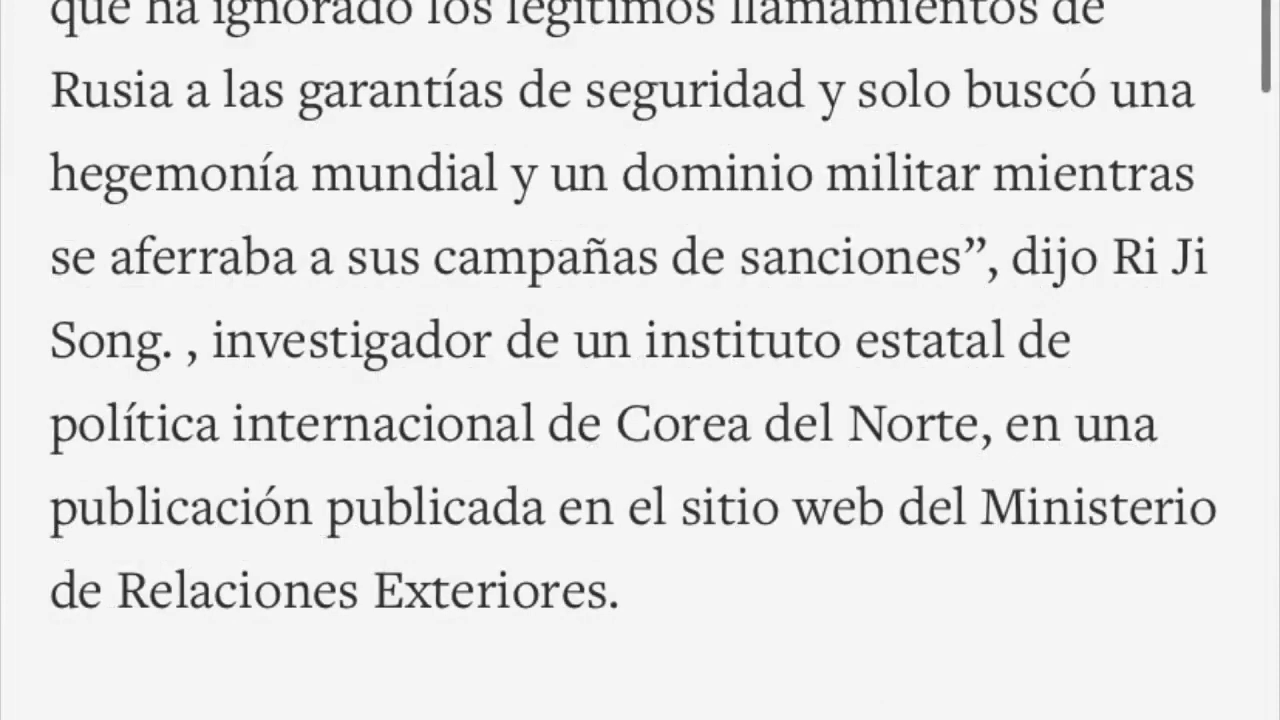 que ha ignorado los legítimos llamamientos de
Rusia a las garantías de seguridad y solo buscó una
hegemonía mundial y un dominio militar mientras
se aferraba a sus campañas de sanciones”, dijo Ri Ji
Song. , investigador de un instituto estatal de
política internacional de Corea del Norte, en una
publicación publicada en el sitio web del Ministerio
de Relaciones Exteriores.